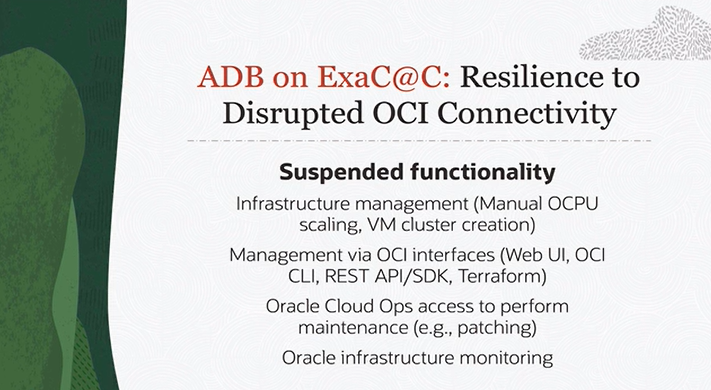 ADB on ExaC@C: Resilience to
Disrupted OCI Connectivity
Suspended functionality
Infrastructure management (Manual OCPU
scaling, VM cluster creation)
Management via OCI interfaces (Web UI, OCI
CLI, REST API/SDK, Terraform)
Oracle Cloud Ops access to perform
maintenance (e.g., patching)
Oracle infrastructure monitoring